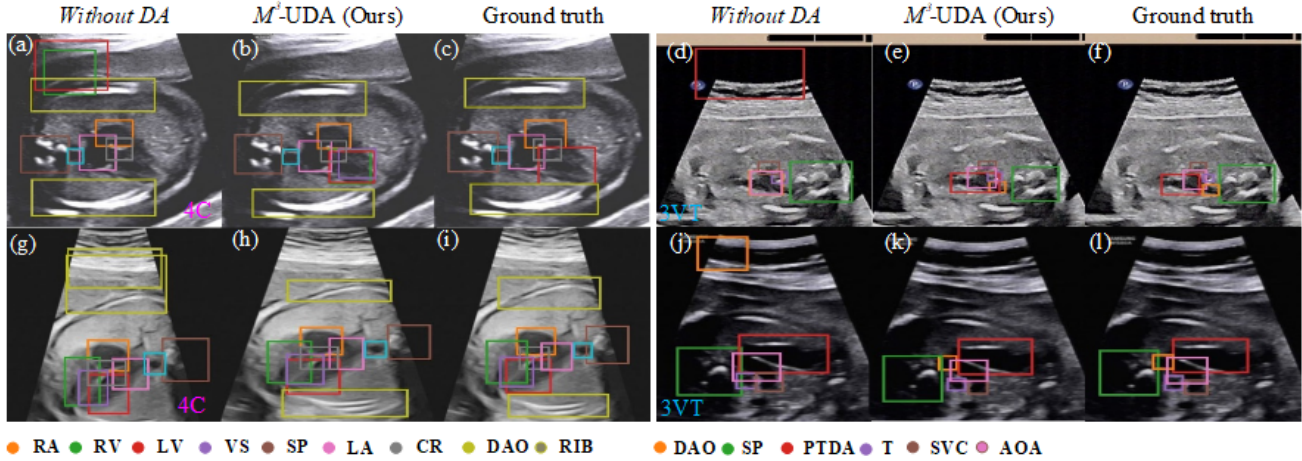 Without DA M³-UDA (Ours) Ground truth Without DA M³-UDA (Ours) Ground truth
(a) (b) (c) (d) (e) (f)
4C 3VT
(g) (h) (i) (j) (k) (l)
4C 3VT
RA RV LV VS SP LA CR DAO RIB DAO SP PTDA T SVC AOA